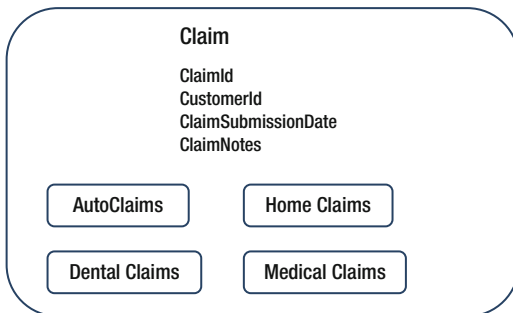 Claim
ClaimId
CustomerId
ClaimSubmissionDate
ClaimNotes
AutoClaims
Home Claims
Dental Claims
Medical Claims